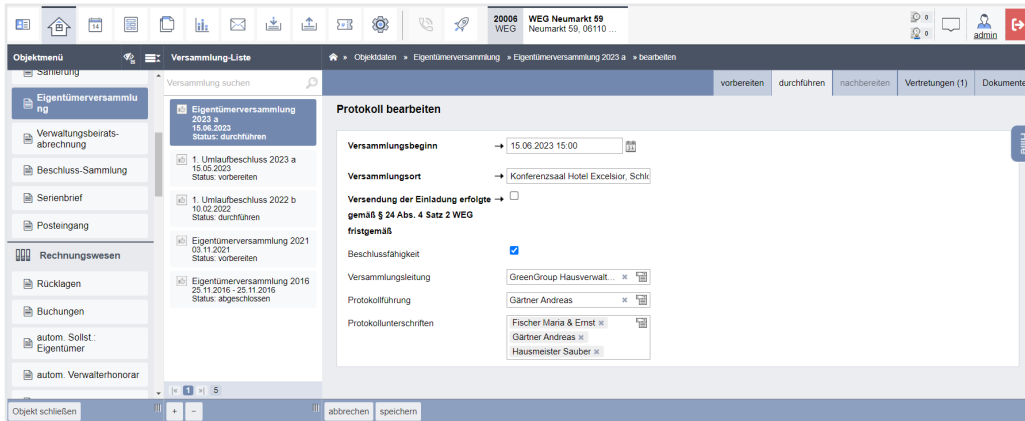 14
20006
WEG
WEG Neumarkt 59
Neumarkt 59, 06110 ...
0
0
admin
Objektmenü
Versammlung-Liste
» Objektdaten » Eigentümerversammlung » Eigentümerversammlung 2023 a » bearbeiten
Sanierung
Eigentümerversammlu
ng
Verwaltungsbeirats-
abrechnung
Beschluss-Sammlung
Serienbrief
Posteingang
Rechnungswesen
Rücklagen
Buchungen
autom. Sollst.:
Eigentümer
autom. Verwalterhonorar
Objekt schließen
Versammlung suchen
Eigentümerversammlung
2023 a
15.06.2023
Status: durchführen
1. Umlaufbeschluss 2023 a
15.05.2023
Status: vorbereiten
1. Umlaufbeschluss 2022 b
10.02.2022
Status: durchführen
Eigentümerversammlung 2021
03.11.2021
Status: vorbereiten
Eigentümerversammlung 2016
25.11.2016 - 25.11.2016
Status: abgeschlossen
1 5
+ −
vorbereiten durchführen nachbereiten Vertretungen (1) Dokumente
Protokoll bearbeiten
Hilfe
Versammlungsbeginn
15.06.2023 15:00
Versammlungsort
Konferenzsaal Hotel Excelsior, Schlo
Versendung der Einladung erfolgte
gemäß § 24 Abs. 4 Satz 2 WEG
fristgemäß
Beschlussfähigkeit
Versammlungsleitung
GreenGroup Hausverwalt... ×
Protokollführung
Gärtner Andreas ×
Protokollunterschriften
Fischer Maria & Ernst ×
Gärtner Andreas ×
Hausmeister Sauber ×
abbrechen speichern